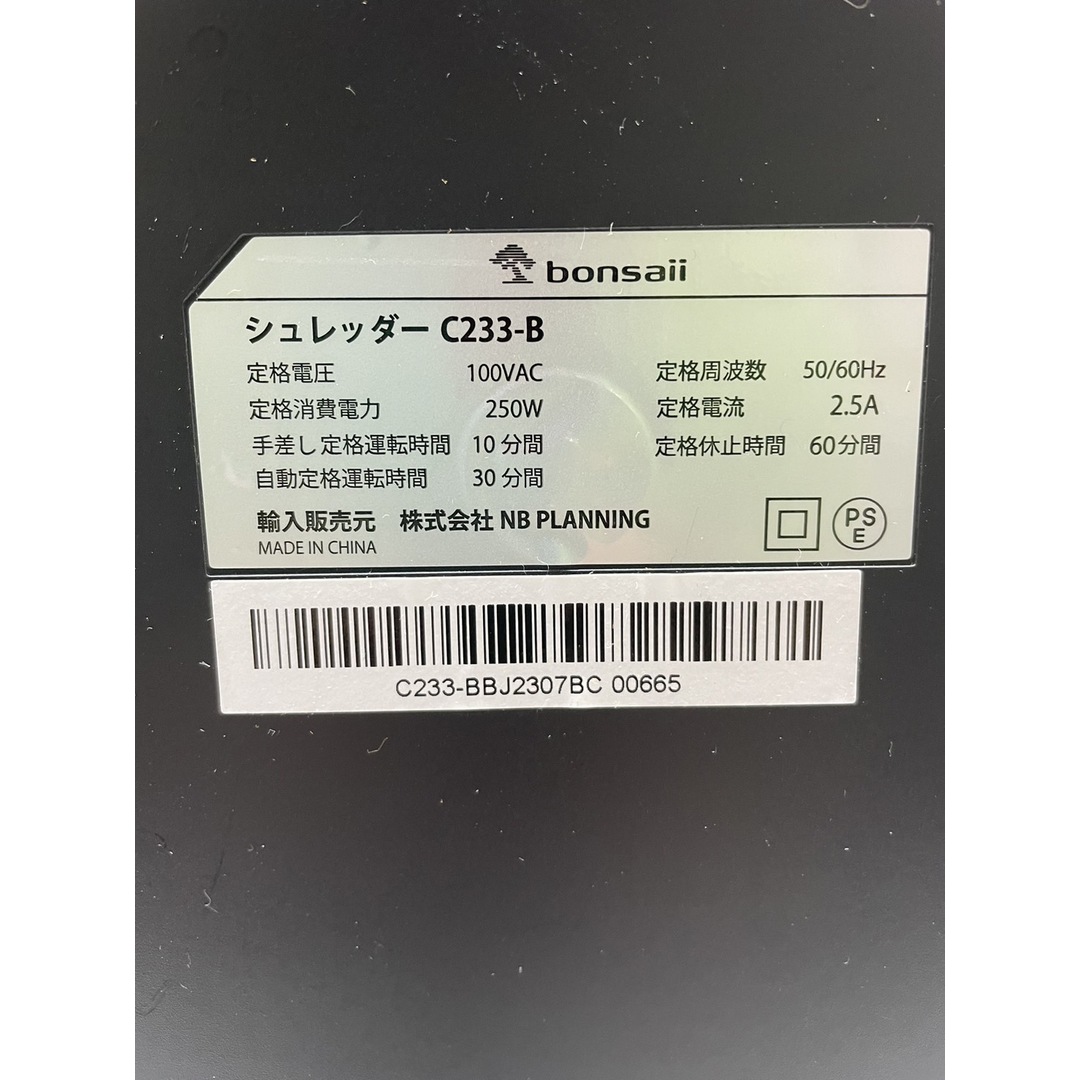 bonsaii
シュレッダー C233-B
定格電圧 100VAC 定格周波数 50/60Hz
定格消費電力 250W 定格電流 2.5A
手差し定格運転時間 10分間 定格休止時間 60分間
自動定格運転時間 30分間
輸入販売元 株式会社 NB PLANNING
MADE IN CHINA
PS
E
C233-BBJ2307BC 00665